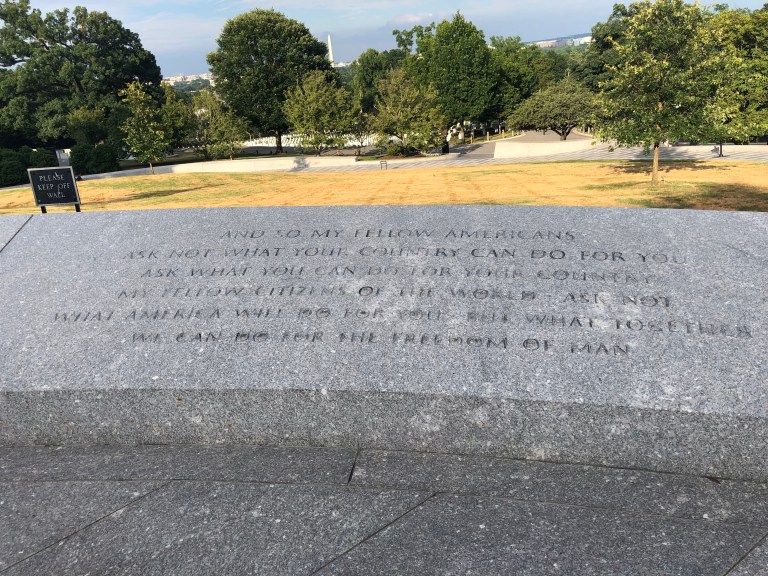 PLEASE
KEEP OFF
WALL
AND SO MY FELLOW AMERICANS
ASK NOT WHAT YOUR COUNTRY CAN DO FOR YOU
ASK WHAT YOU CAN DO FOR YOUR COUNTRY
MY FELLOW CITIZENS OF THE WORLD - ASK NOT
WHAT AMERICA WILL DO FOR YOU BUT WHAT TOGETHER
WE CAN DO FOR THE FREEDOM OF MAN